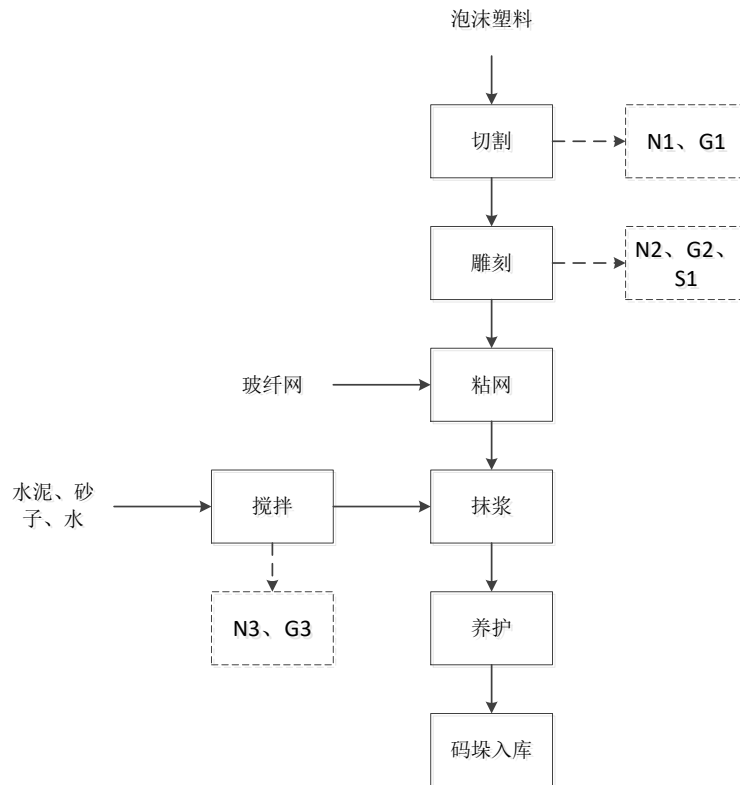 泡沫塑料
切割
N1、G1
雕刻
N2、G2、
S1
玻纤网
粘网
水泥、砂
子、水
搅拌
抹浆
N3、G3
养护
码垛入库